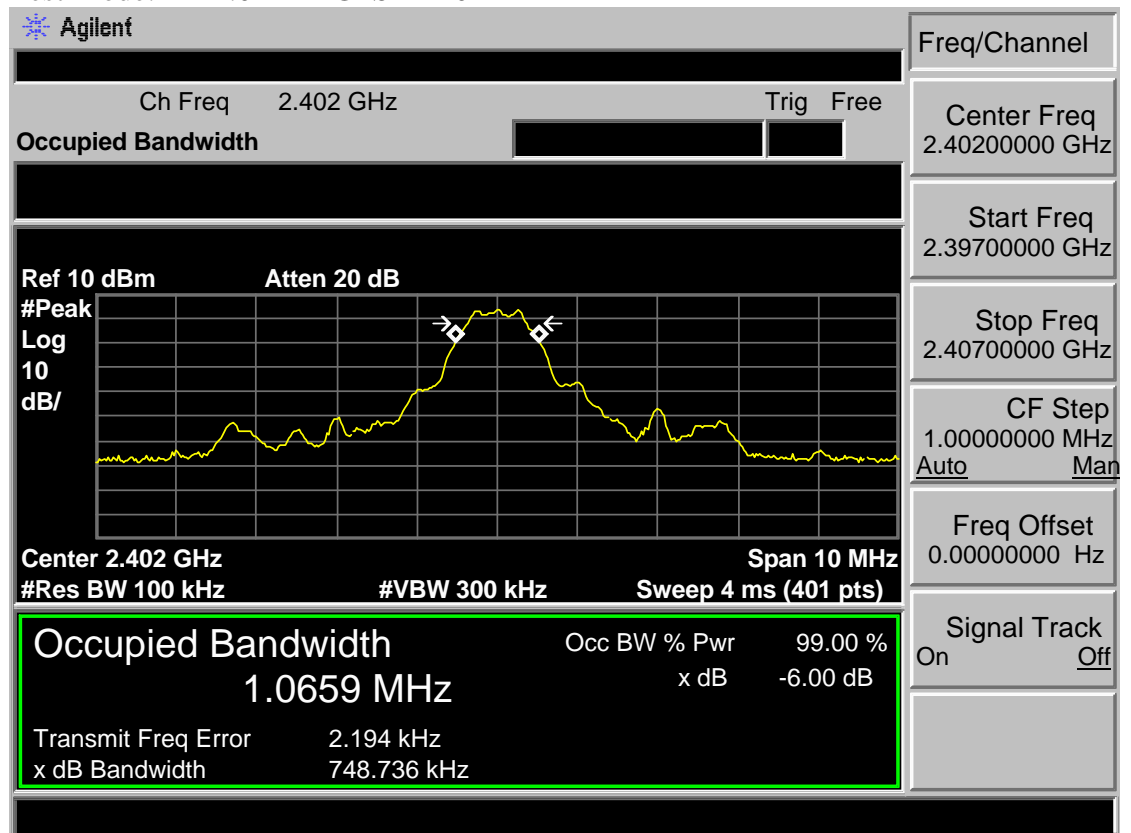 Agilent
Freq/Channel
Ch Freq 2.402 GHz Trig Free
Occupied Bandwidth
Center Freq
2.40200000 GHz
Start Freq
2.39700000 GHz
Ref 10 dBm Atten 20 dB
#Peak
Log
10
dB/
Stop Freq
2.40700000 GHz
CF Step
1.00000000 MHz
Auto Man
Freq Offset
0.00000000 Hz
Center 2.402 GHz Span 10 MHz
#Res BW 100 kHz #VBW 300 kHz Sweep 4 ms (401 pts)
Signal Track
On Off
Occupied Bandwidth
1.0659 MHz
Occ BW % Pwr 99.00 %
x dB -6.00 dB
Transmit Freq Error 2.194 kHz
x dB Bandwidth 748.736 kHz